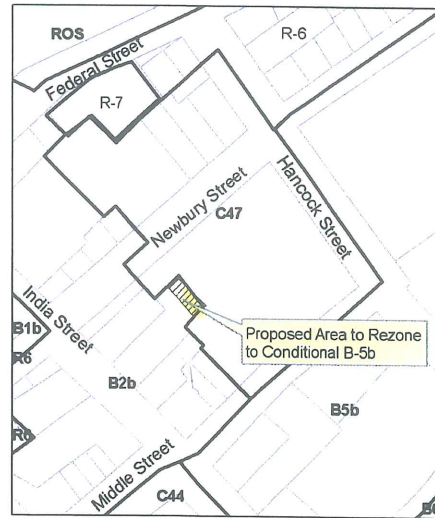 ROS
R-6
Federal Street
R-7
Newbury Street
C47
Hancock Street
India Street
B1b
R6
Proposed Area to Rezone
to Conditional B-5b
B2b
B5b
R6
Middle Street
C44